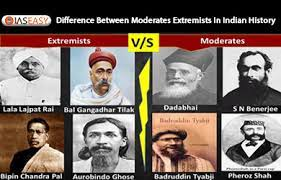 IASEASY
Difference Between Moderates Extremists In Indian History
Extremists
V/S
Moderates
Lala Lajpat Rai
Bal Gangadhar Tilak
Dadabhai
S N Benerjee
Badruddin Tyabji
Bipin Chandra Pal
Aurobindo Ghose
Badruddin Tyabji
Pheroz Shah